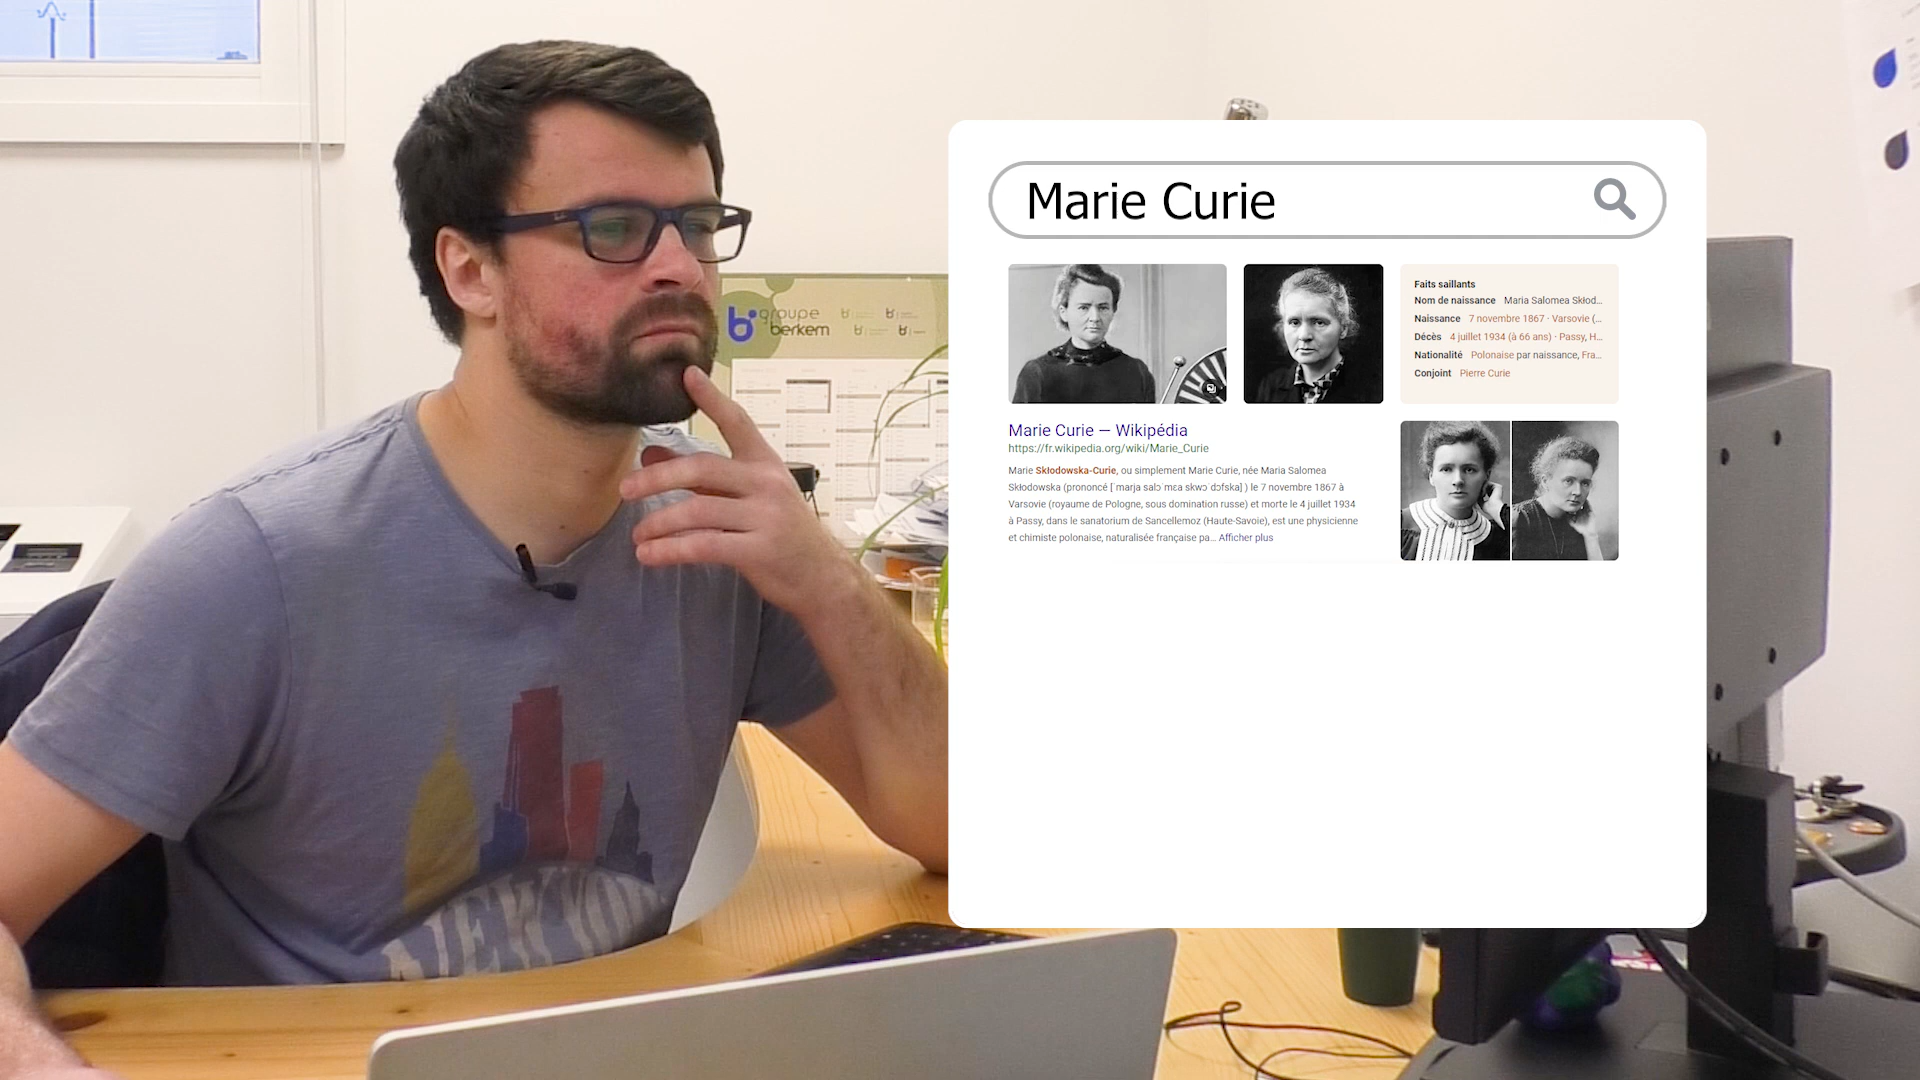 groupe
berkem
NEW YORK
Marie Curie
Faits saillants
Nom de naissance Maria Salomea Skłod...
Naissance 7 novembre 1867 · Varsovie (...
Décès 4 juillet 1934 (à 66 ans) · Passy, H...
Nationalité Polonaise par naissance, Fra...
Conjoint Pierre Curie
Marie Curie — Wikipédia
https://fr.wikipedia.org/wiki/Marie_Curie
Marie Skłodowska-Curie, ou simplement Marie Curie, née Maria Salomea
Skłodowska (prononcé [ˈmarja salɔˈmɛa skwɔˈdɔfska] ) le 7 novembre 1867 à
Varsovie (royaume de Pologne, sous domination russe) et morte le 4 juillet 1934
à Passy, dans le sanatorium de Sancellemoz (Haute-Savoie), est une physicienne
et chimiste polonaise, naturalisée française pa... Afficher plus